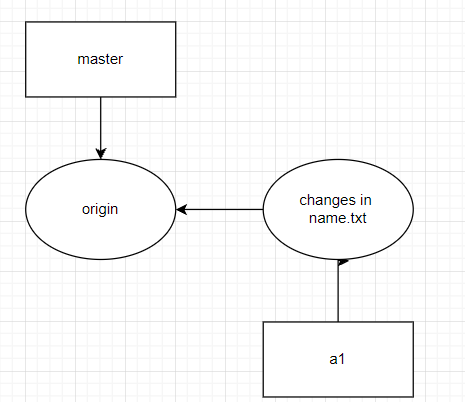 master
origin
changes in
name.txt
a1